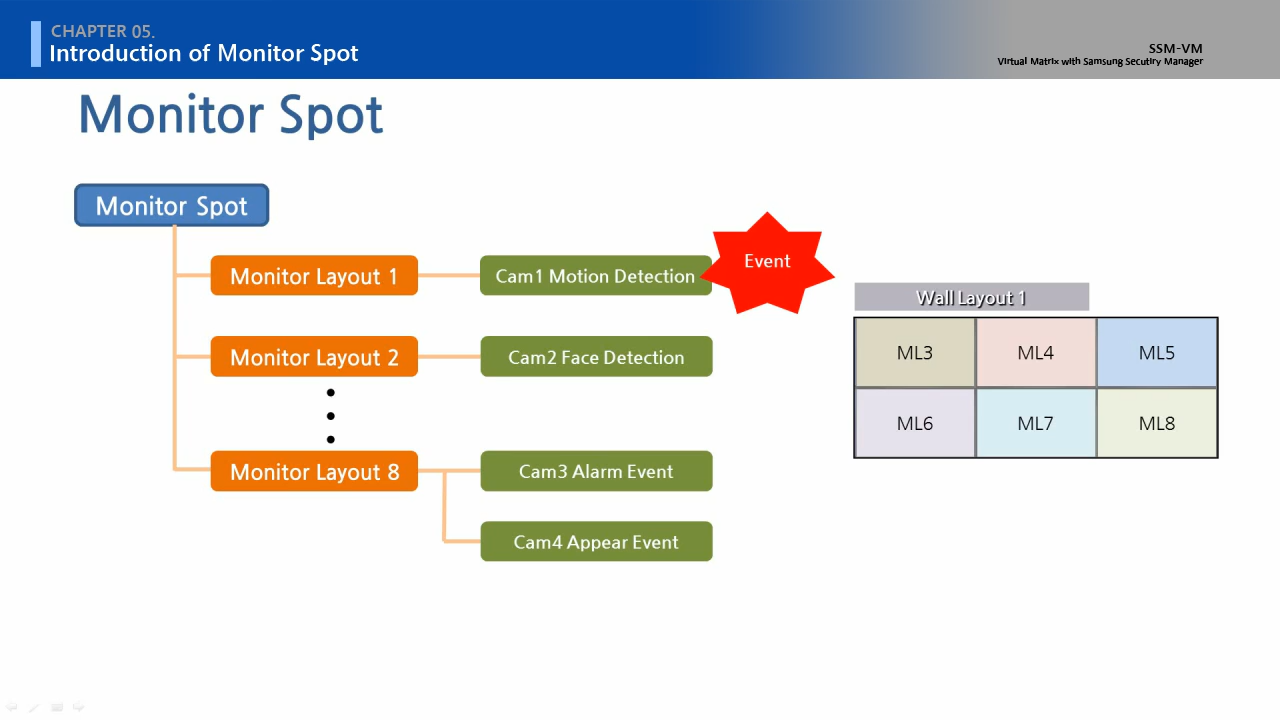 CHAPTER 05.
Introduction of Monitor Spot
SSM-VM
Virtual Matrix with Samsung Secutiry Manager
Monitor Spot
Monitor Spot
Monitor Layout 1
Cam1 Motion Detection
Event
Monitor Layout 2
Cam2 Face Detection
Monitor Layout 8
Cam3 Alarm Event
Cam4 Appear Event
Wall Layout 1
ML3
ML4
ML5
ML6
ML7
ML8